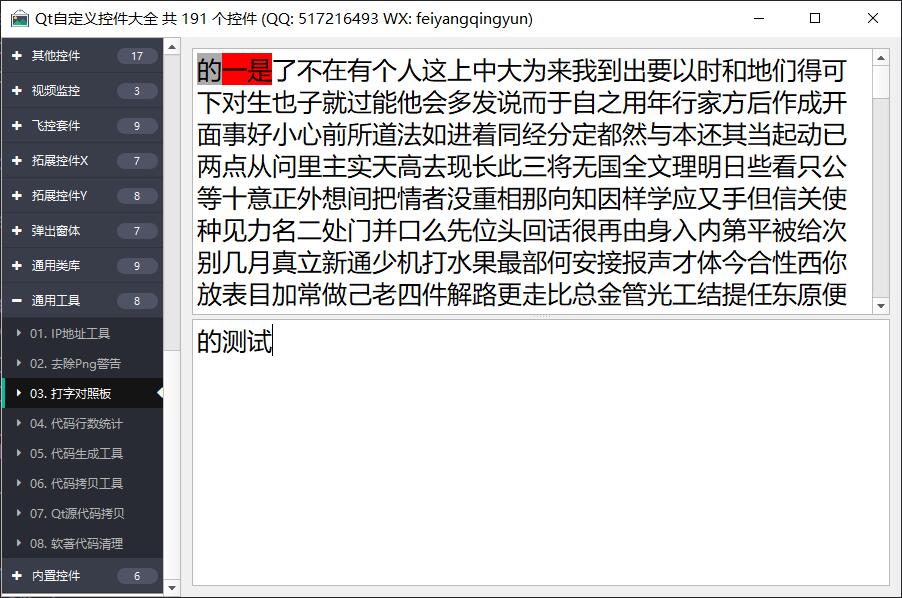 Qt自定义控件大全 共 191 个控件 (QQ: 517216493 WX: feiyangqingyun)
其他控件 17
视频监控 3
飞控套件 9
拓展控件X 7
拓展控件Y 8
弹出窗体 7
通用类库 9
通用工具 8
01. IP地址工具
02. 去除Png警告
03. 打字对照板
04. 代码行数统计
05. 代码生成工具
06. 代码拷贝工具
07. Qt源代码拷贝
08. 软著代码清理
内置控件 6
的一是了不在有个人这上中大为来我到出要以时和地们得可
下对生也子就过能他会多发说而于自之用年行家方后作成开
面事好小心前所道法如进着同经分定都然与本还其当起动已
两点从问里主实天高去现长此三将无国全文理明日些看只公
等十意正外想间把情者没重相那向知因样学应又手但信关使
种见力名二处门并口么先位头回话很再由身入内第平被给次
别几月真立新通少机打水果最部何安接报声才体今合性西你
放表目加常做己老四件解路更走比总金管光工结提任东原便
的测试